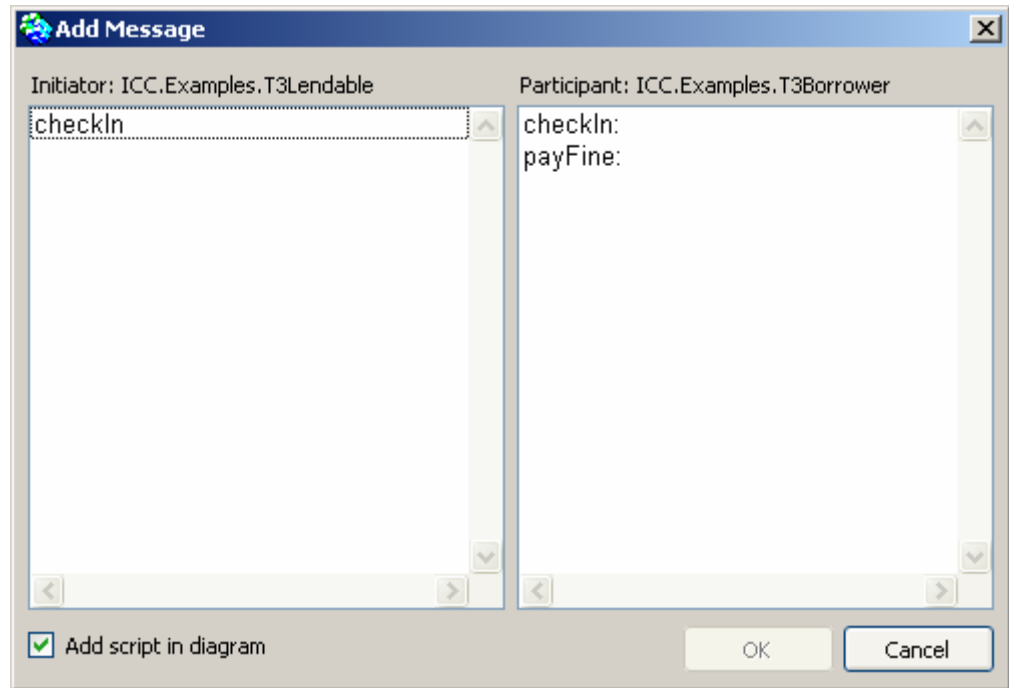 Add Message
Initiator: ICC.Examples.T3Lendable
Participant: ICC.Examples.T3Borrower
checkIn
checkIn:
payFine:
Add script in diagram
OK
Cancel